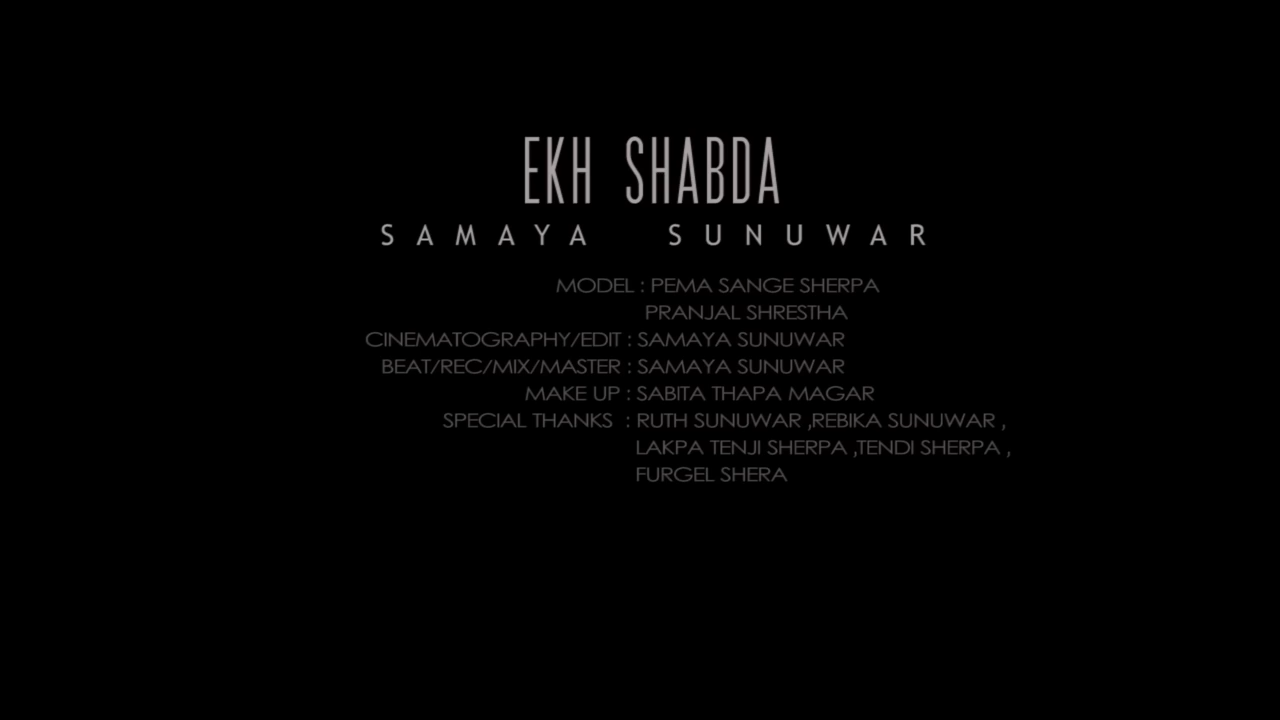 EKH SHABDA
SAMAYA SUNUWAR
MODEL : PEMA SANGE SHERPA
PRANJAL SHRESTHA
CINEMATOGRAPHY/EDIT : SAMAYA SUNUWAR
BEAT/REC/MIX/MASTER : SAMAYA SUNUWAR
MAKE UP : SABITA THAPA MAGAR
SPECIAL THANKS : RUTH SUNUWAR ,REBIKA SUNUWAR ,
LAKPA TENJI SHERPA ,TENDI SHERPA ,
FURGEL SHERA